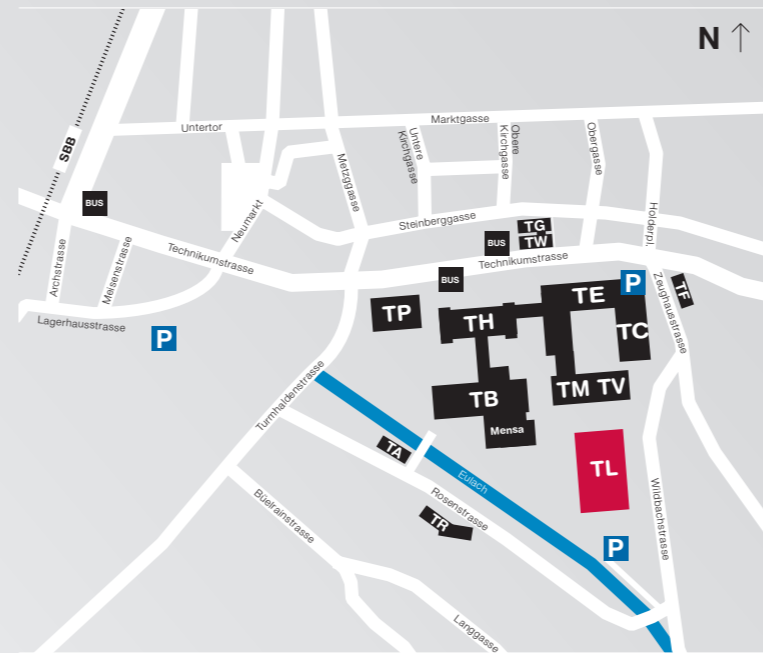 N ↑
Untertor
Marktgasse
SBB
Untere
Kirchgasse
Obere
Kirchgasse
Obergasse
Metzggasse
BUS
Neumarkt
Steinberggasse
Holderpl.
TG
TW
BUS
Technikumstrasse
Technikumstrasse
Archstrasse
Meisenstrasse
BUS
P
Zeughausstrasse
TF
TE
TP
TH
TC
Lagerhausstrasse
P
TM TV
TB
Mensa
Turmhaldenstrasse
TA
TL
Eulach
Rosenstrasse
Büelrainstrasse
TR
Wildbachstrasse
P
Langgasse